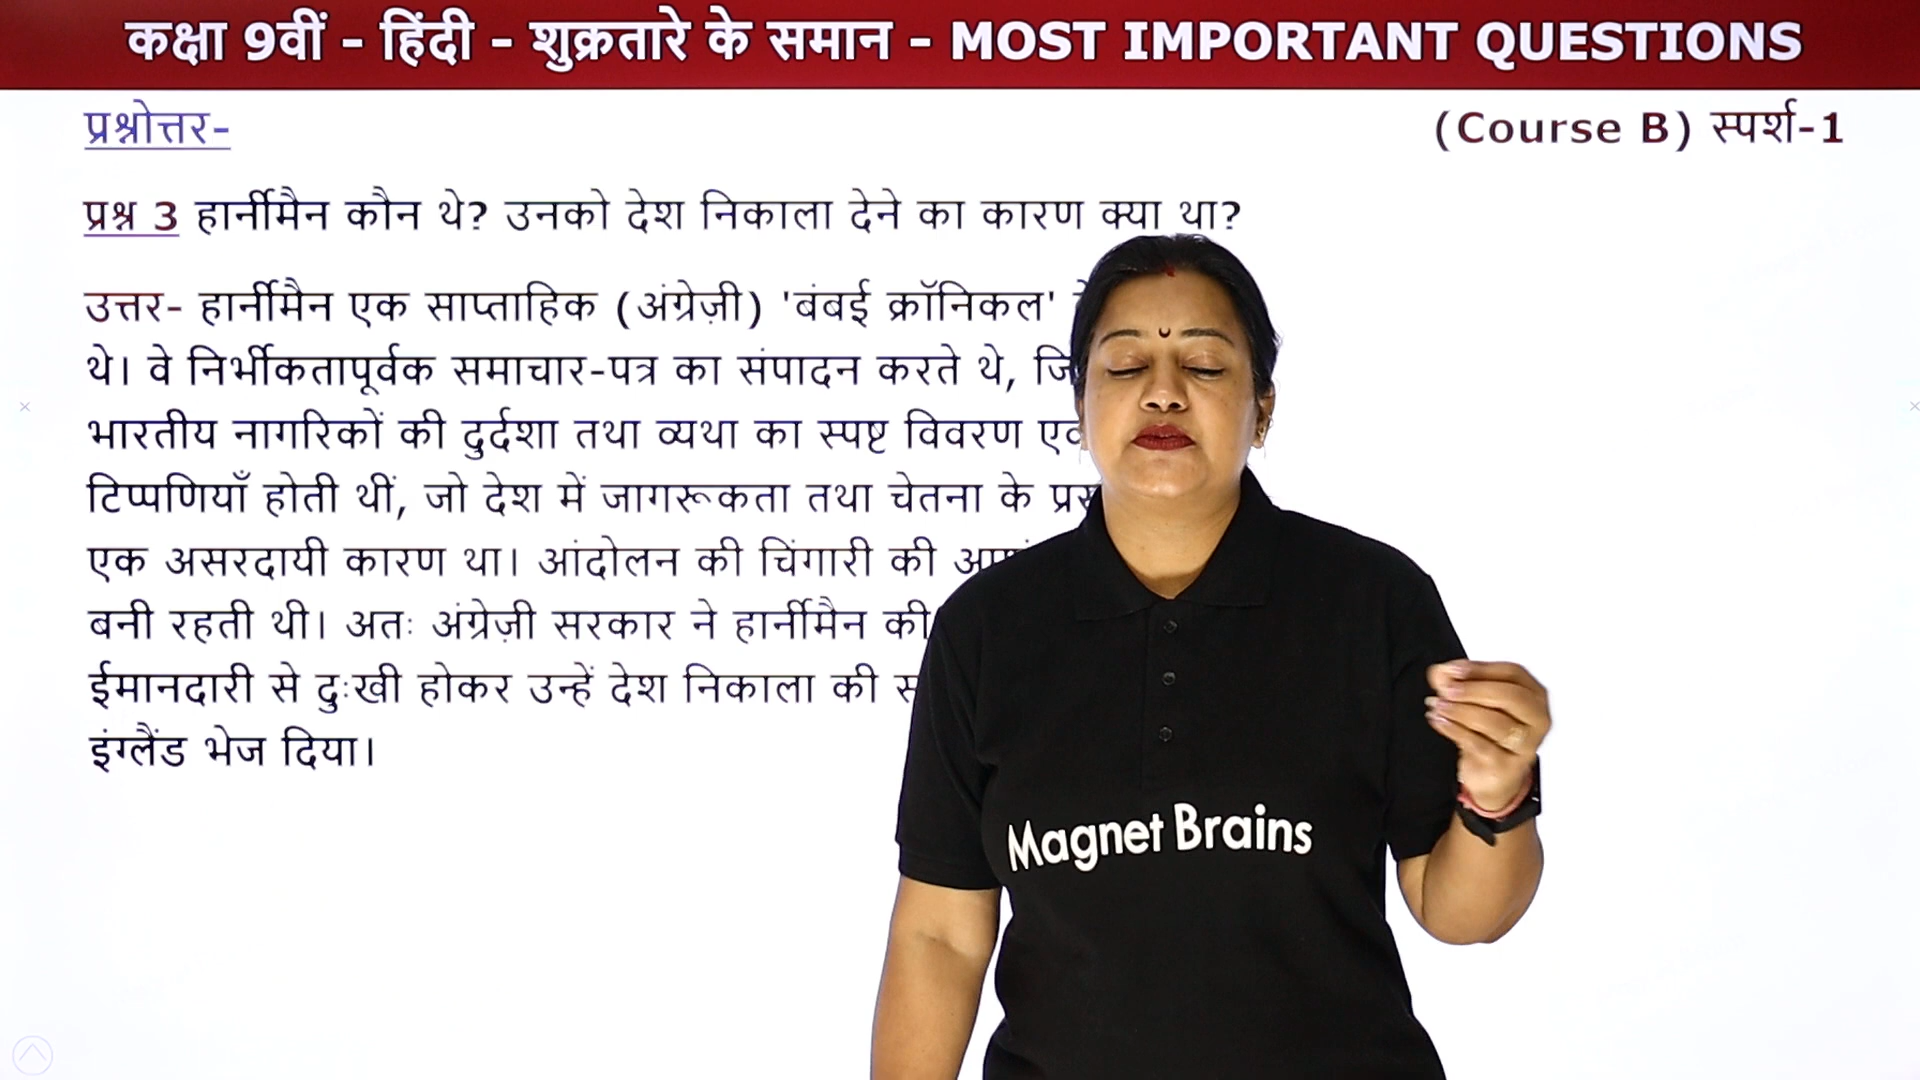 कक्षा 9वीं - हिंदी - शुक्रतारे के समान - MOST IMPORTANT QUESTIONS
प्रश्नोत्तर-
(Course B) स्पर्श-1
प्रश्न 3 हार्नीमैन कौन थे? उनको देश निकाला देने का कारण क्या था?
उत्तर- हार्नीमैन एक साप्ताहिक (अंग्रेज़ी) 'बंबई क्रॉनिकल'
थे। वे निर्भीकतापूर्वक समाचार-पत्र का संपादन करते थे,
भारतीय नागरिकों की दुर्दशा तथा व्यथा का स्पष्ट विवरण
टिप्पणियाँ होती थीं, जो देश में जागरूकता तथा चेतना के
एक असरदायी कारण था। आंदोलन की चिंगारी की
बनी रहती थी। अतः अंग्रेज़ी सरकार ने हार्नीमैन की
ईमानदारी से दुःखी होकर उन्हें देश निकाला की
इंग्लैंड भेज दिया।
Magnet Brains